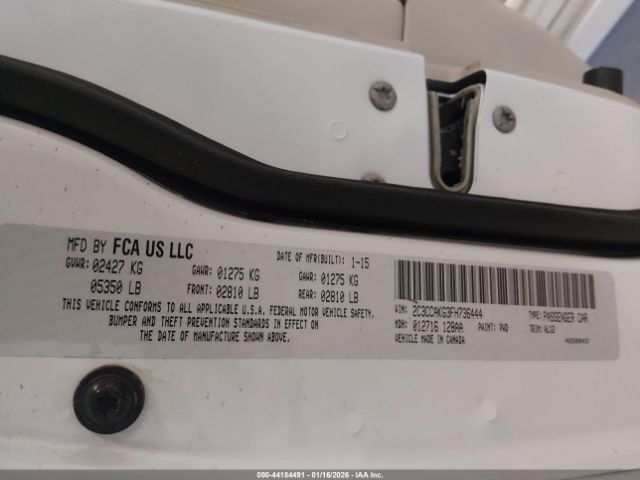 MFD BY FCA US LLC DATE OF MFR(BUILT): 1-15
GVWR: 02427 KG GAWR: 01275 KG GAWR: 01275 KG
05350 LB FRONT: 02810 LB REAR: 02810 LB
THIS VEHICLE CONFORMS TO ALL APPLICABLE U.S.A. FEDERAL MOTOR VEHICLE SAFETY,
BUMPER AND THEFT PREVENTION STANDARDS IN EFFECT ON
THE DATE OF MANUFACTURE SHOWN ABOVE.
VIN: 2C3CCAKG3FH736444 TYPE: PASSENGER CAR
MDH: 012716 128AA PAINT: PW3 TRIM:
VEHICLE MADE IN CANADA
000-44184491 - 01/16/2026 - IAA Inc.